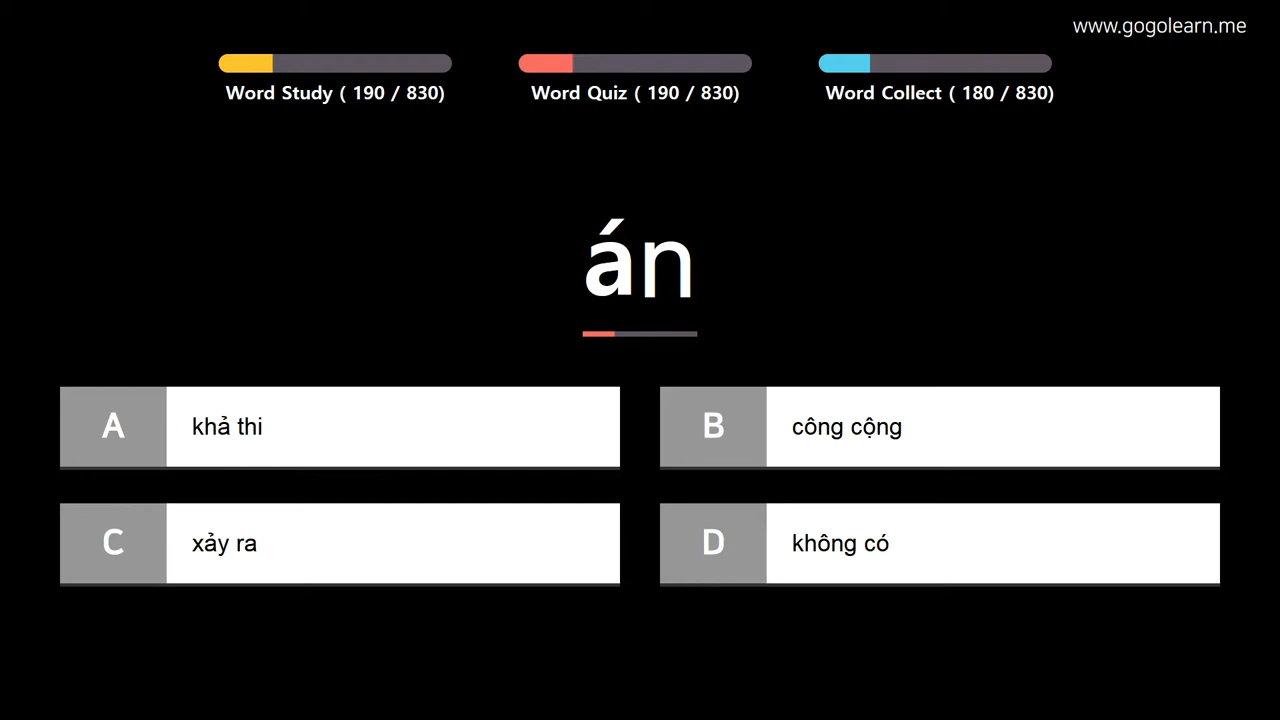 www.gogolearn.me
Word Study ( 190 / 830)
Word Quiz ( 190 / 830)
Word Collect ( 180 / 830)
án
A khả thi
B công cộng
C xảy ra
D không có